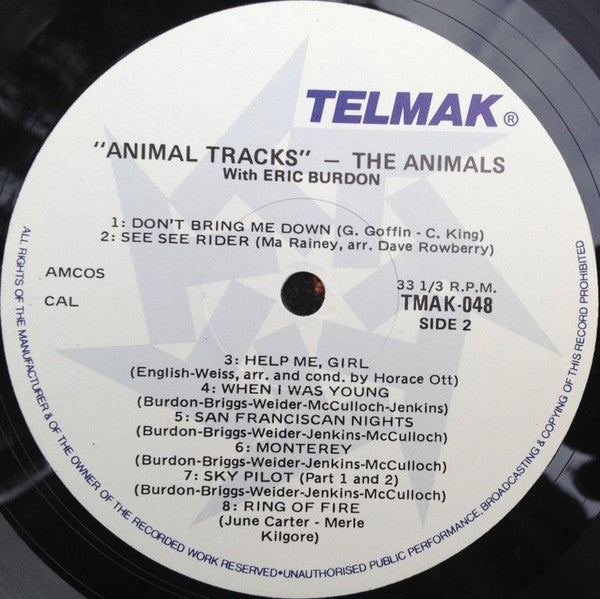 TELMAK®
"ANIMAL TRACKS" – THE ANIMALS
With ERIC BURDON
1: DON'T BRING ME DOWN (G. Goffin - C. King)
2: SEE SEE RIDER (Ma Rainey, arr. Dave Rowberry)
AMCOS
CAL
33 1/3 R.P.M.
TMAK-048
SIDE 2
3: HELP ME, GIRL
(English-Weiss, arr. and cond. by Horace Ott)
4: WHEN I WAS YOUNG
(Burdon-Briggs-Weider-McCulloch-Jenkins)
5: SAN FRANCISCAN NIGHTS
(Burdon-Briggs-Weider-Jenkins-McCulloch)
6: MONTEREY
(Burdon-Briggs-Weider-Jenkins-McCulloch)
7: SKY PILOT (Part 1 and 2)
(Burdon-Briggs-Weider-Jenkins-McCulloch)
8: RING OF FIRE
(June Carter - Merle
Kilgore)
ALL RIGHTS OF THE MANUFACTURER & OF THE OWNER OF THE RECORDED WORK RESERVED•UNAUTHORISED PUBLIC PERFORMANCE, BROADCASTING & COPYING OF THIS RECORD PROHIBITED